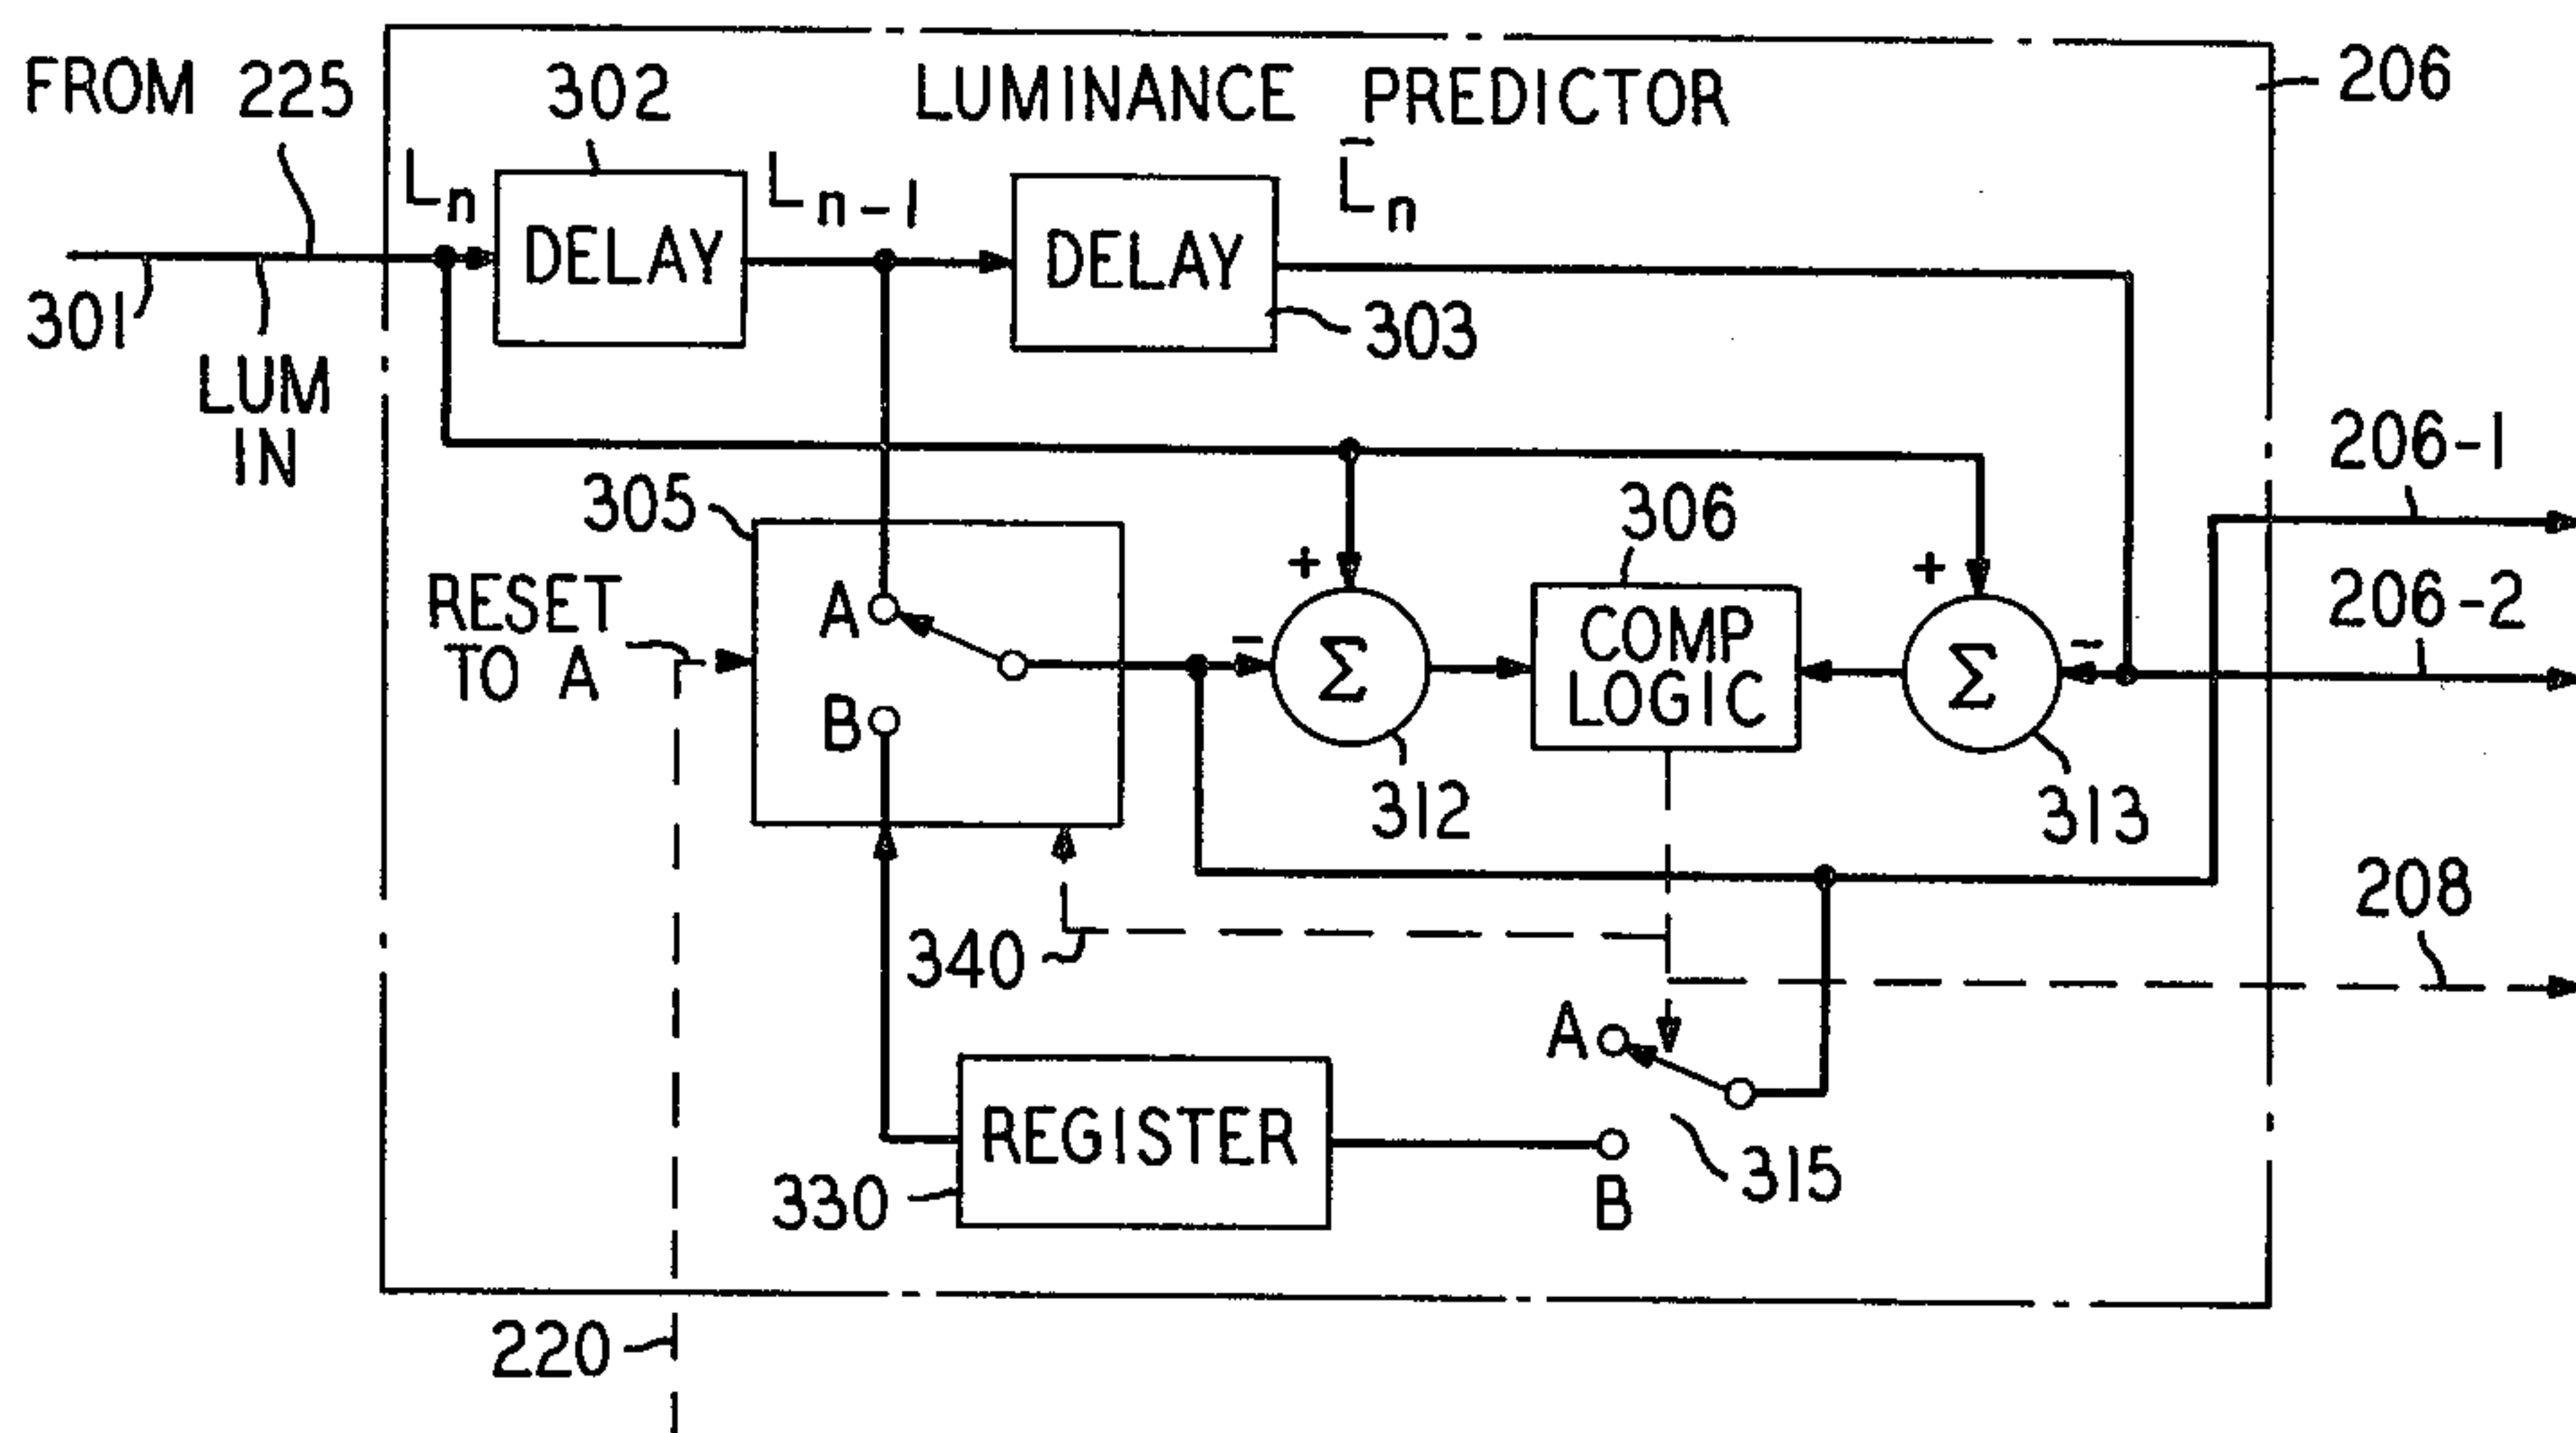 FROM 225
302
LUMINANCE PREDICTOR
206
Lₙ
Lₙ₋₁
L̄ₙ
DELAY
DELAY
301
LUM
IN
303
206-1
305
306
RESET
TO A
A
+
+
206-2
-
Σ
COMP
LOGIC
Σ
-
B
312
313
208
340
A
REGISTER
315
330
B
220